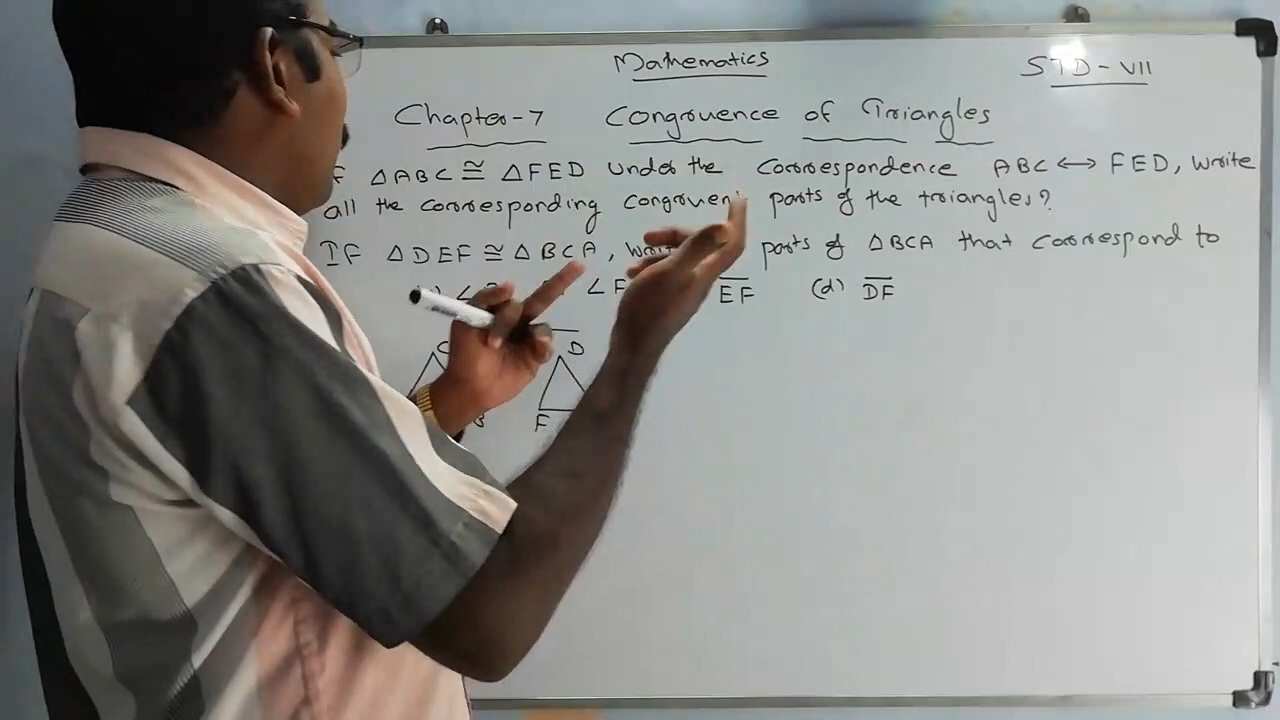 Mathematics
STD - VII
Chapter-7 Congruence of Triangles
△ABC ≅ △FED under the correspondence ABC ↔ FED, write
all the corresponding congruent parts of the triangles?
IF △DEF ≅ △BCA, parts of △BCA that correspond to
∠F EF (d) DF
C D
B F